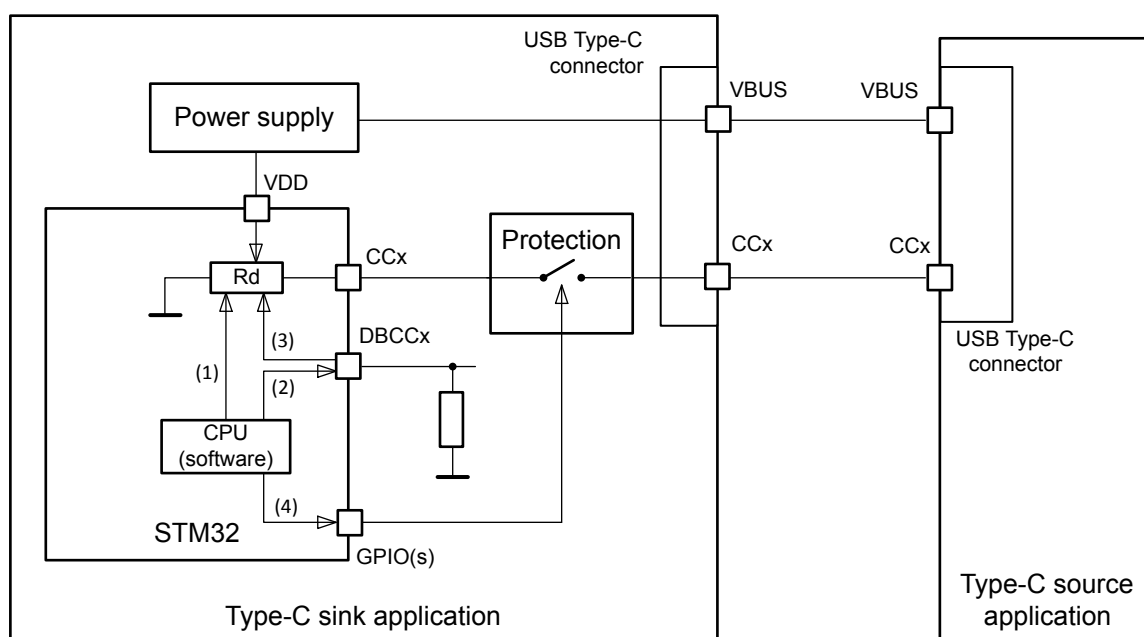 USB Type-C
connector
VBUS
VBUS
Power supply
VDD
Protection
CCx
CCx
CCx
Rd
DBCCx
(3)
USB Type-C
connector
(1)
(2)
CPU
(software)
(4)
STM32
GPIO(s)
Type-C sink application
Type-C source
application